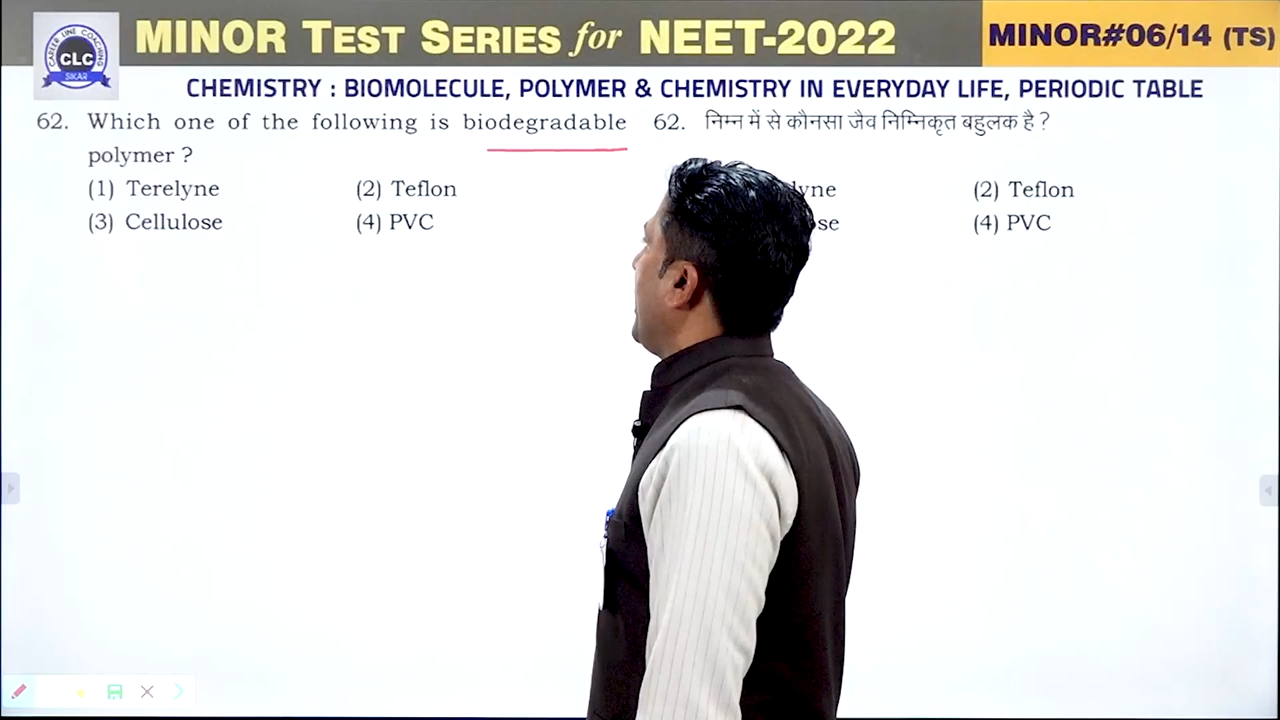 MINOR TEST SERIES for NEET-2022
MINOR#06/14 (TS)
CAREER LINE COACHING
CLC
SIKAR
CHEMISTRY : BIOMOLECULE, POLYMER & CHEMISTRY IN EVERYDAY LIFE, PERIODIC TABLE
62. Which one of the following is biodegradable
polymer ?
(1) Terelyne (2) Teflon
(3) Cellulose (4) PVC
62. निम्न में से कौनसा जैव निम्निकृत बहुलक है ?
(2) Teflon
(4) PVC